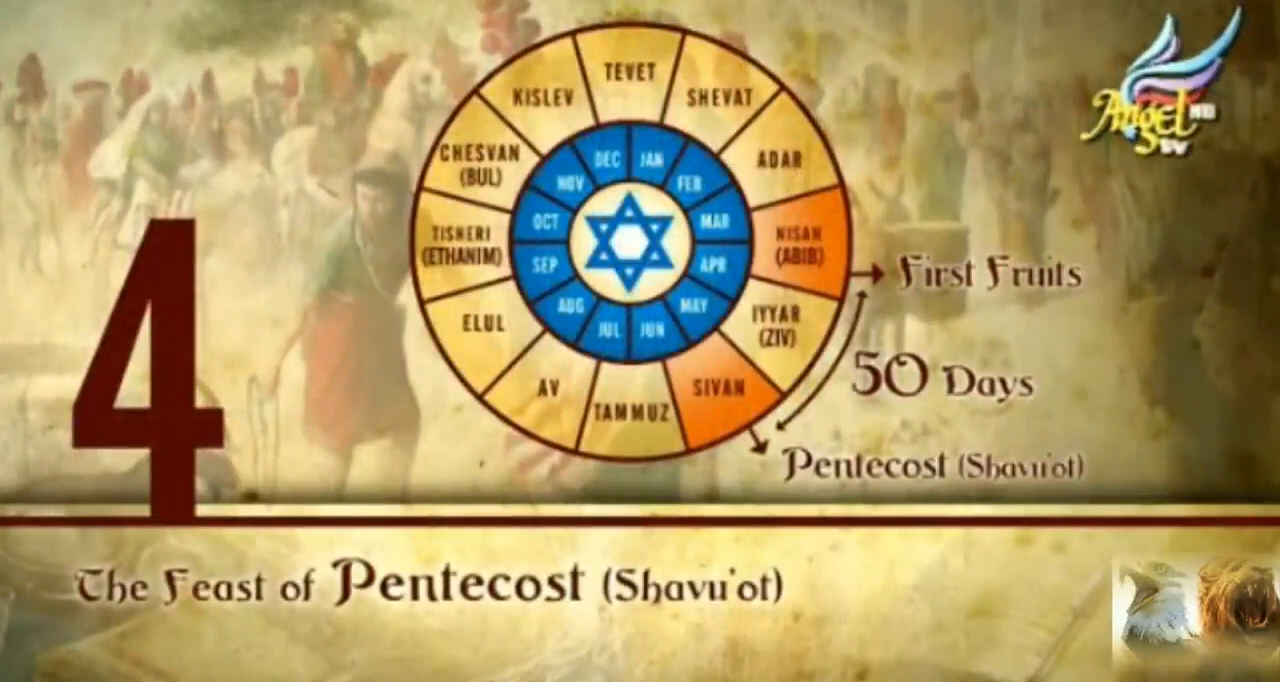 TEVET
SHEVAT
ADAR
NISAN
(ABIB)
IYYAR
(ZIV)
SIVAN
TAMMUZ
AV
ELUL
TISHERI
(ETHANIM)
CHESVAN
(BUL)
KISLEV
JAN
FEB
MAR
APR
MAY
JUN
JUL
AUG
SEP
OCT
NOV
DEC
Angel
HD
TV
First Fruits
50 Days
Pentecost (Shavu'ot)
4
The Feast of Pentecost (Shavu'ot)